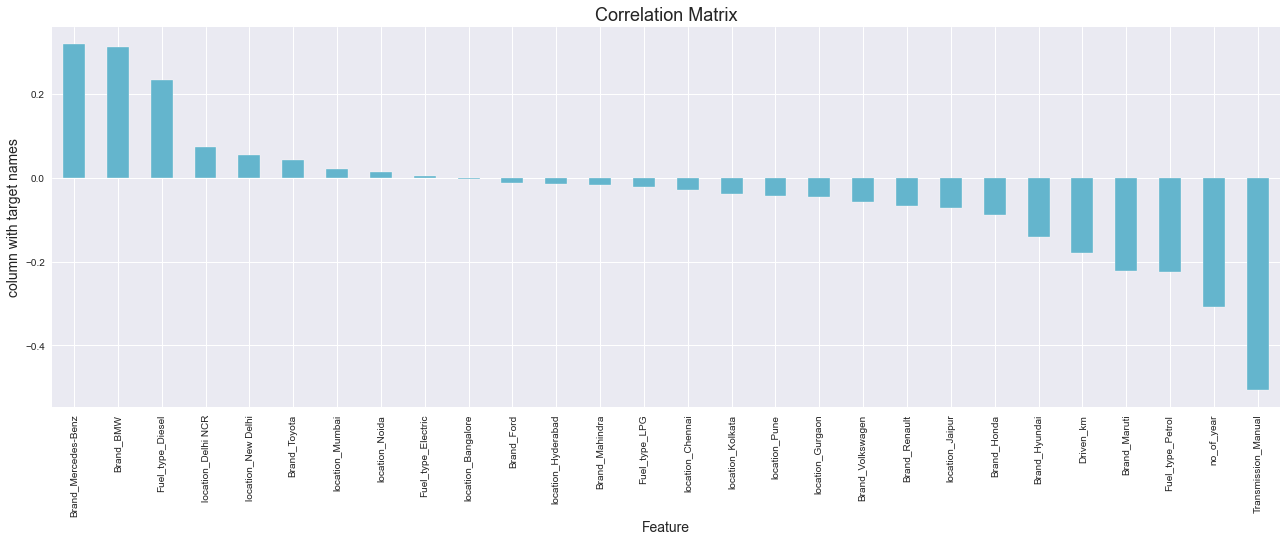 Correlation Matrix
column with target names
0.2
0.0
−0.2
−0.4
Brand_Mercedes-Benz
Brand_BMW
Fuel_type_Diesel
location_Delhi NCR
location_New Delhi
Brand_Toyota
location_Mumbai
location_Noida
Fuel_type_Electric
location_Bangalore
Brand_Ford
location_Hyderabad
Brand_Mahindra
Fuel_type_LPG
location_Chennai
location_Kolkata
location_Pune
location_Gurgaon
Brand_Volkswagen
Brand_Renault
location_Jaipur
Brand_Honda
Brand_Hyundai
Driven_km
Brand_Maruti
Fuel_type_Petrol
no_of_year
Transmission_Manual
Feature